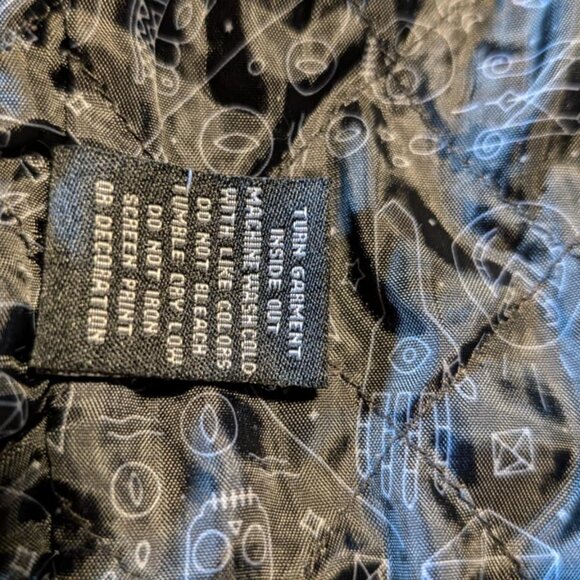 TURN GARMENT
INSIDE OUT
MACHINE WASH COLD
WITH LIKE COLORS
DO NOT BLEACH
TUMBLE DRY LOW
DO NOT IRON
SCREEN PRINT
OR DECORATION